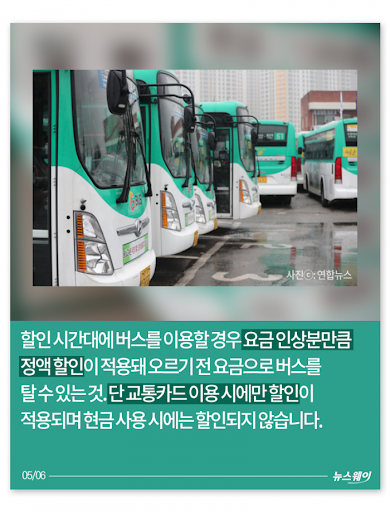 사진 ⓒ 연합뉴스
할인 시간대에 버스를 이용할 경우 요금 인상분만큼
정액 할인이 적용돼 오르기 전 요금으로 버스를
탈 수 있는 것. 단 교통카드 이용 시에만 할인이
적용되며 현금 사용 시에는 할인되지 않습니다.
05/06
뉴스웨이